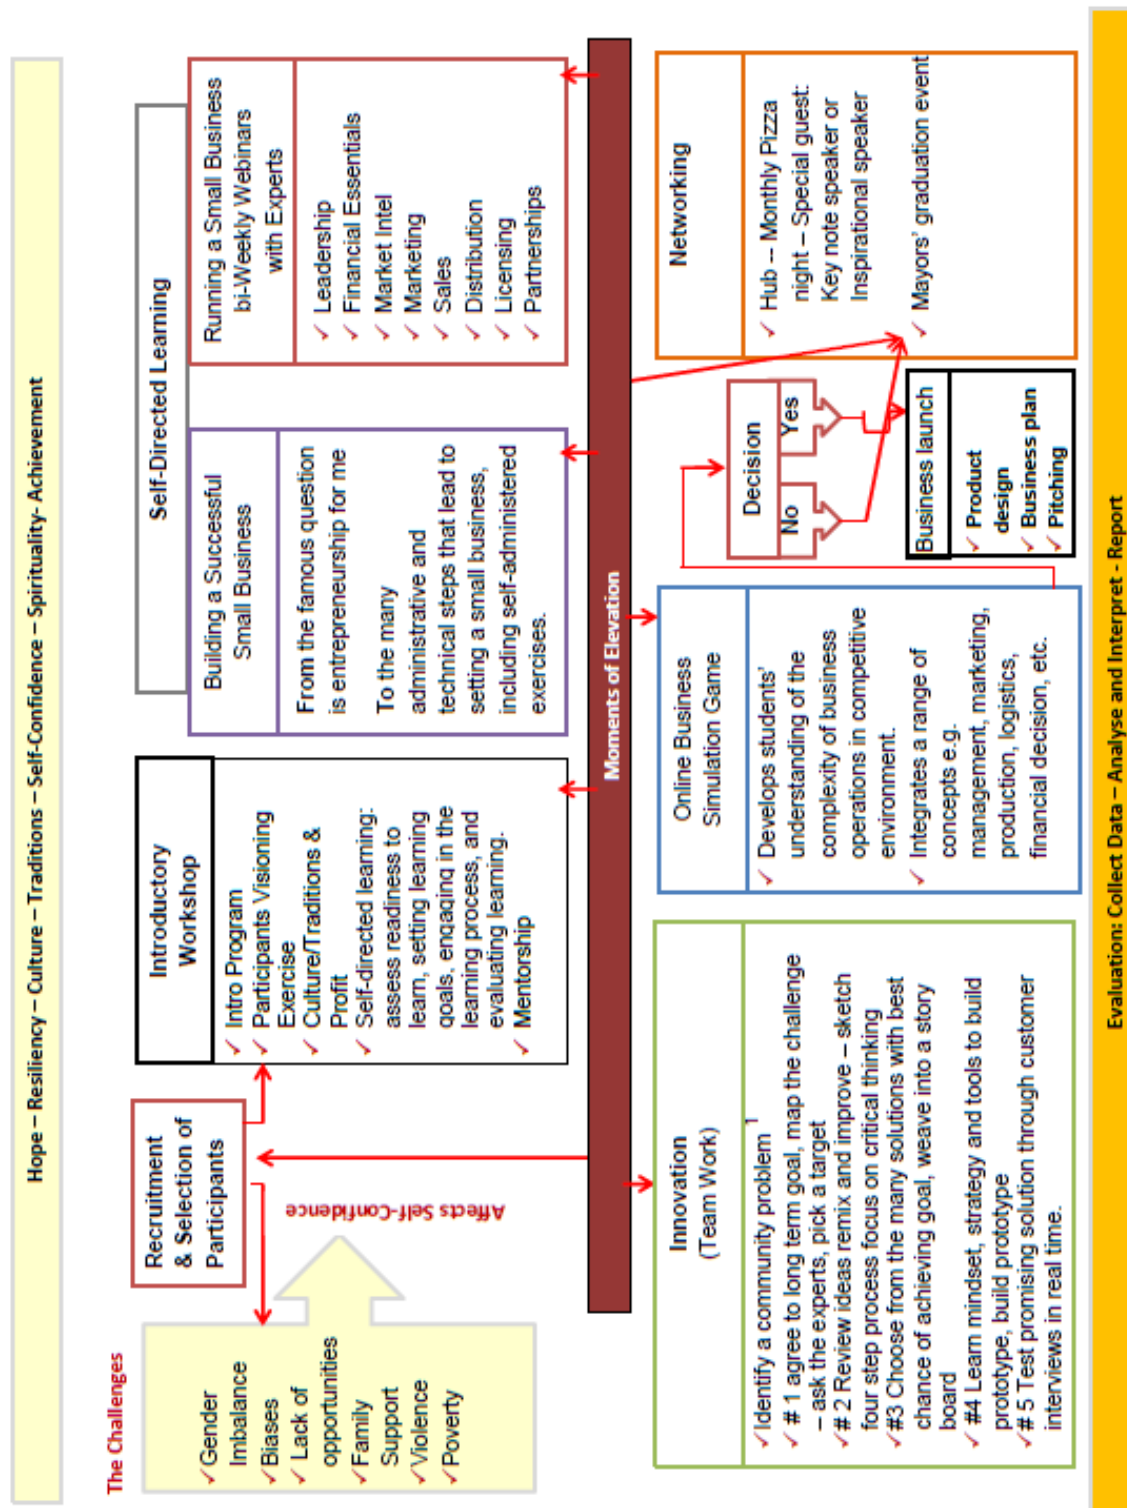 Hope – Resiliency – Culture – Traditions – Self-Confidence – Spirituality- Achievement
The Challenges
✓Gender
Imbalance
✓Biases
✓ Lack of
opportunities
✓Family
Support
✓Violence
✓Poverty
Affects Self-Confidence
Recruitment
& Selection of
Participants
Introductory
Workshop
✓ Intro Program
✓ Participants Visioning
Exercise
✓ Culture/Traditions &
Profit
✓ Self-directed learning:
assess readiness to
learn, setting learning
goals, engaging in the
learning process, and
evaluating learning.
✓ Mentorship
Self-Directed Learning
Building a Successful
Small Business
From the famous question
is entrepreneurship for me
To the many
administrative and
technical steps that lead to
setting a small business,
including self-administered
exercises.
Running a Small Business
bi-Weekly Webinars
with Experts
✓ Leadership
✓ Financial Essentials
✓ Market Intel
✓ Marketing
✓ Sales
✓ Distribution
✓ Licensing
✓ Partnerships
Moments of Elevation
Innovation
(Team Work)
✓Identify a community problem 1
✓ # 1 agree to long term goal, map the challenge
– ask the experts, pick a target
✓# 2 Review ideas remix and improve – sketch
four step process focus on critical thinking
✓#3 Choose from the many solutions with best
chance of achieving goal, weave into a story
board
✓ #4 Learn mindset, strategy and tools to build
prototype, build prototype
✓# 5 Test promising solution through customer
interviews in real time.
Online Business
Simulation Game
✓ Develops students'
understanding of the
complexity of business
operations in competitive
environment.
✓ Integrates a range of
concepts e.g.
management, marketing,
production, logistics,
financial decision, etc.
Decision
No
Yes
Business launch
✓ Product
design
✓ Business plan
✓ Pitching
Networking
✓ Hub – Monthly Pizza
night – Special guest:
Key note speaker or
Inspirational speaker
✓ Mayors' graduation event
Evaluation: Collect Data – Analyse and Interpret - Report